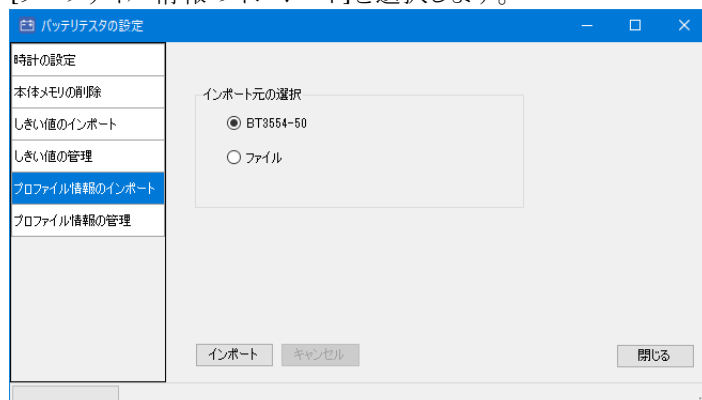 [プロファイル情報のインポート]を選択します。
バッテリテスタの設定
時計の設定
本体メモリの削除
しきい値のインポート
しきい値の管理
プロファイル情報のインポート
プロファイル情報の管理
インポート元の選択
BT3554-50
ファイル
インポート
キャンセル
閉じる